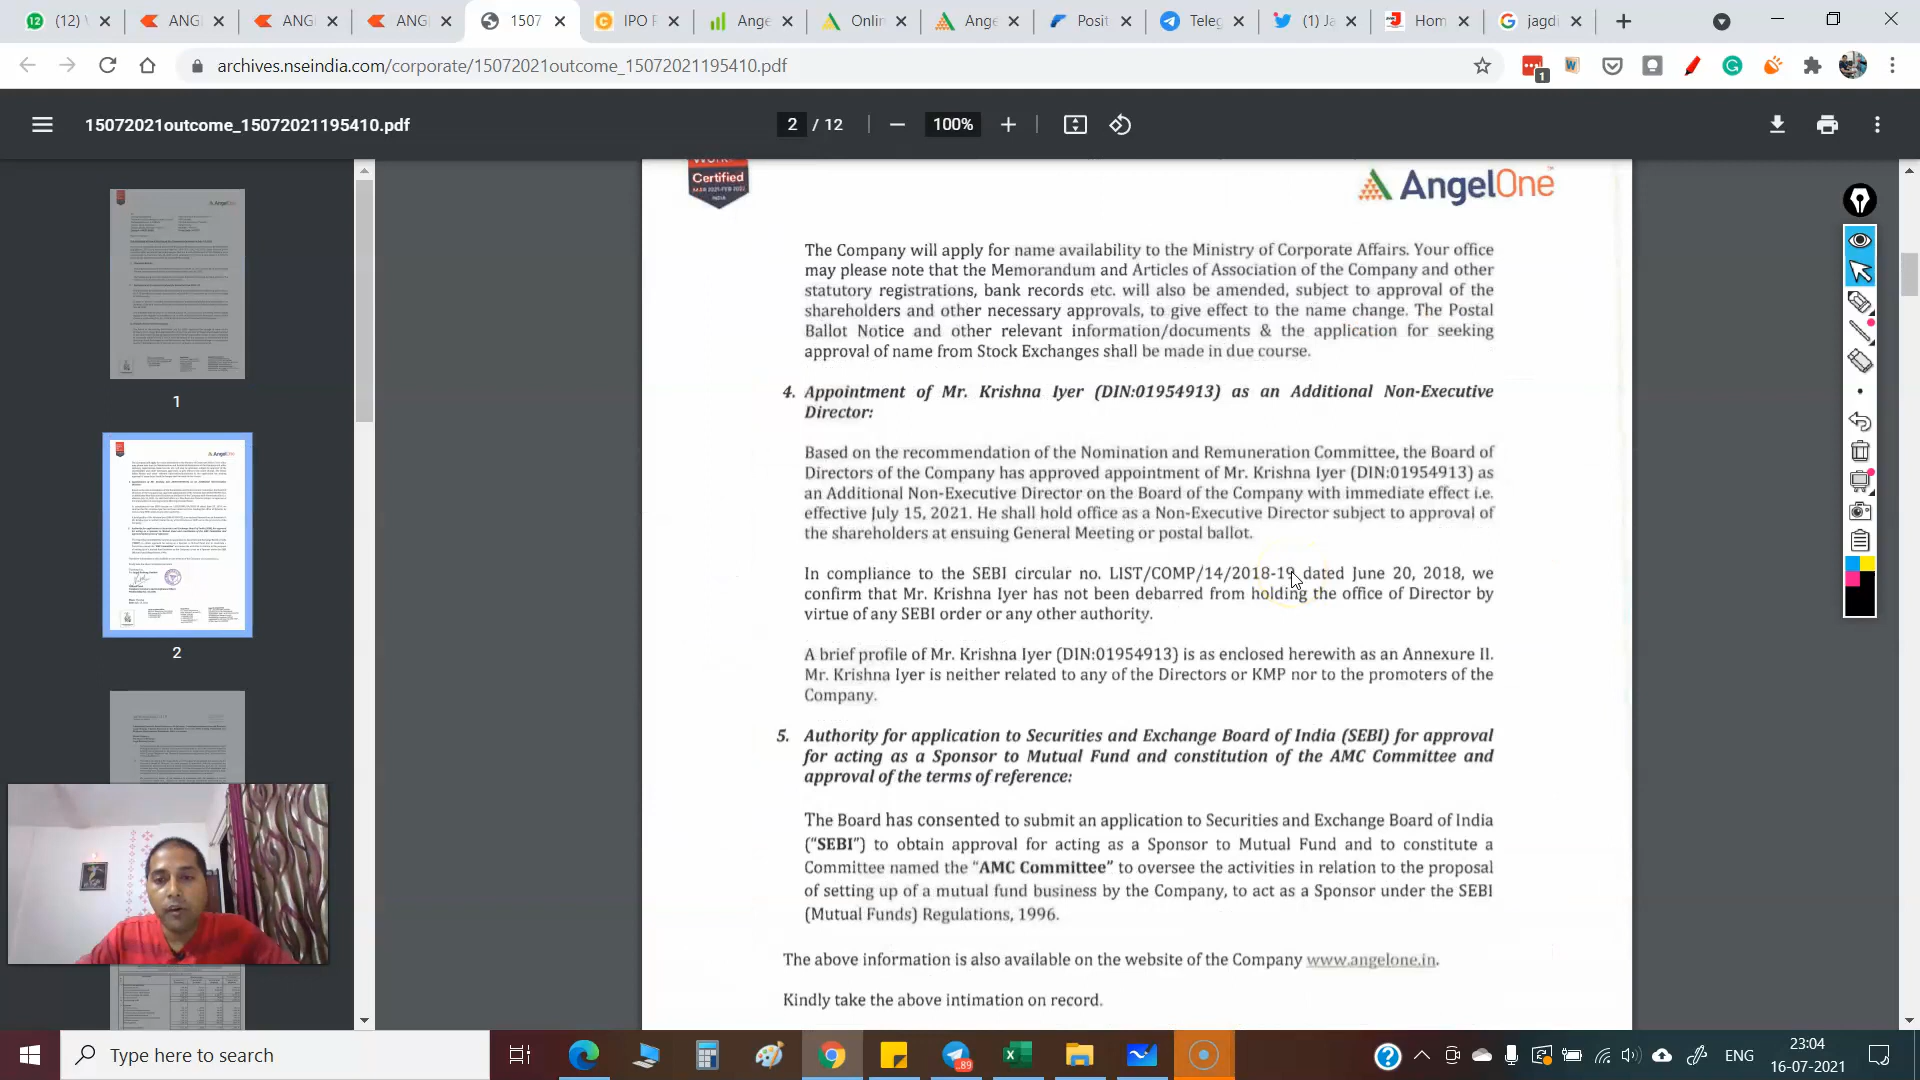 (12)
ANG
ANG
ANG
1507
IPO F
Ange
Onlin
Ange
Posit
Teleg
(1) Ja
Hom
jagdi
archives.nseindia.com/corporate/15072021outcome_15072021195410.pdf
1
15072021outcome_15072021195410.pdf
2 / 12
100%
Certified
INDIA
AngelOne
The Company will apply for name availability to the Ministry of Corporate Affairs. Your office
may please note that the Memorandum and Articles of Association of the Company and other
statutory registrations, bank records etc. will also be amended, subject to approval of the
shareholders and other necessary approvals, to give effect to the name change. The Postal
Ballot Notice and other relevant information/documents & the application for seeking
approval of name from Stock Exchanges shall be made in due course.
4. Appointment of Mr. Krishna Iyer (DIN:01954913) as an Additional Non-Executive
Director:
Based on the recommendation of the Nomination and Remuneration Committee, the Board of
Directors of the Company has approved appointment of Mr. Krishna Iyer (DIN:01954913) as
an Additional Non-Executive Director on the Board of the Company with immediate effect i.e.
effective July 15, 2021. He shall hold office as a Non-Executive Director subject to approval of
the shareholders at ensuing General Meeting or postal ballot.
In compliance to the SEBI circular no. LIST/COMP/14/2018-19 dated June 20, 2018, we
confirm that Mr. Krishna Iyer has not been debarred from holding the office of Director by
virtue of any SEBI order or any other authority.
A brief profile of Mr. Krishna Iyer (DIN:01954913) is as enclosed herewith as an Annexure II.
Mr. Krishna Iyer is neither related to any of the Directors or KMP nor to the promoters of the
Company.
5. Authority for application to Securities and Exchange Board of India (SEBI) for approval
for acting as a Sponsor to Mutual Fund and constitution of the AMC Committee and
approval of the terms of reference:
The Board has consented to submit an application to Securities and Exchange Board of India
("SEBI") to obtain approval for acting as a Sponsor to Mutual Fund and to constitute a
Committee named the "AMC Committee" to oversee the activities in relation to the proposal
of setting up of a mutual fund business by the Company, to act as a Sponsor under the SEBI
(Mutual Funds) Regulations, 1996.
The above information is also available on the website of the Company www.angelone.in.
Kindly take the above intimation on record.
1
2
Type here to search
89
ENG
23:04
16-07-2021